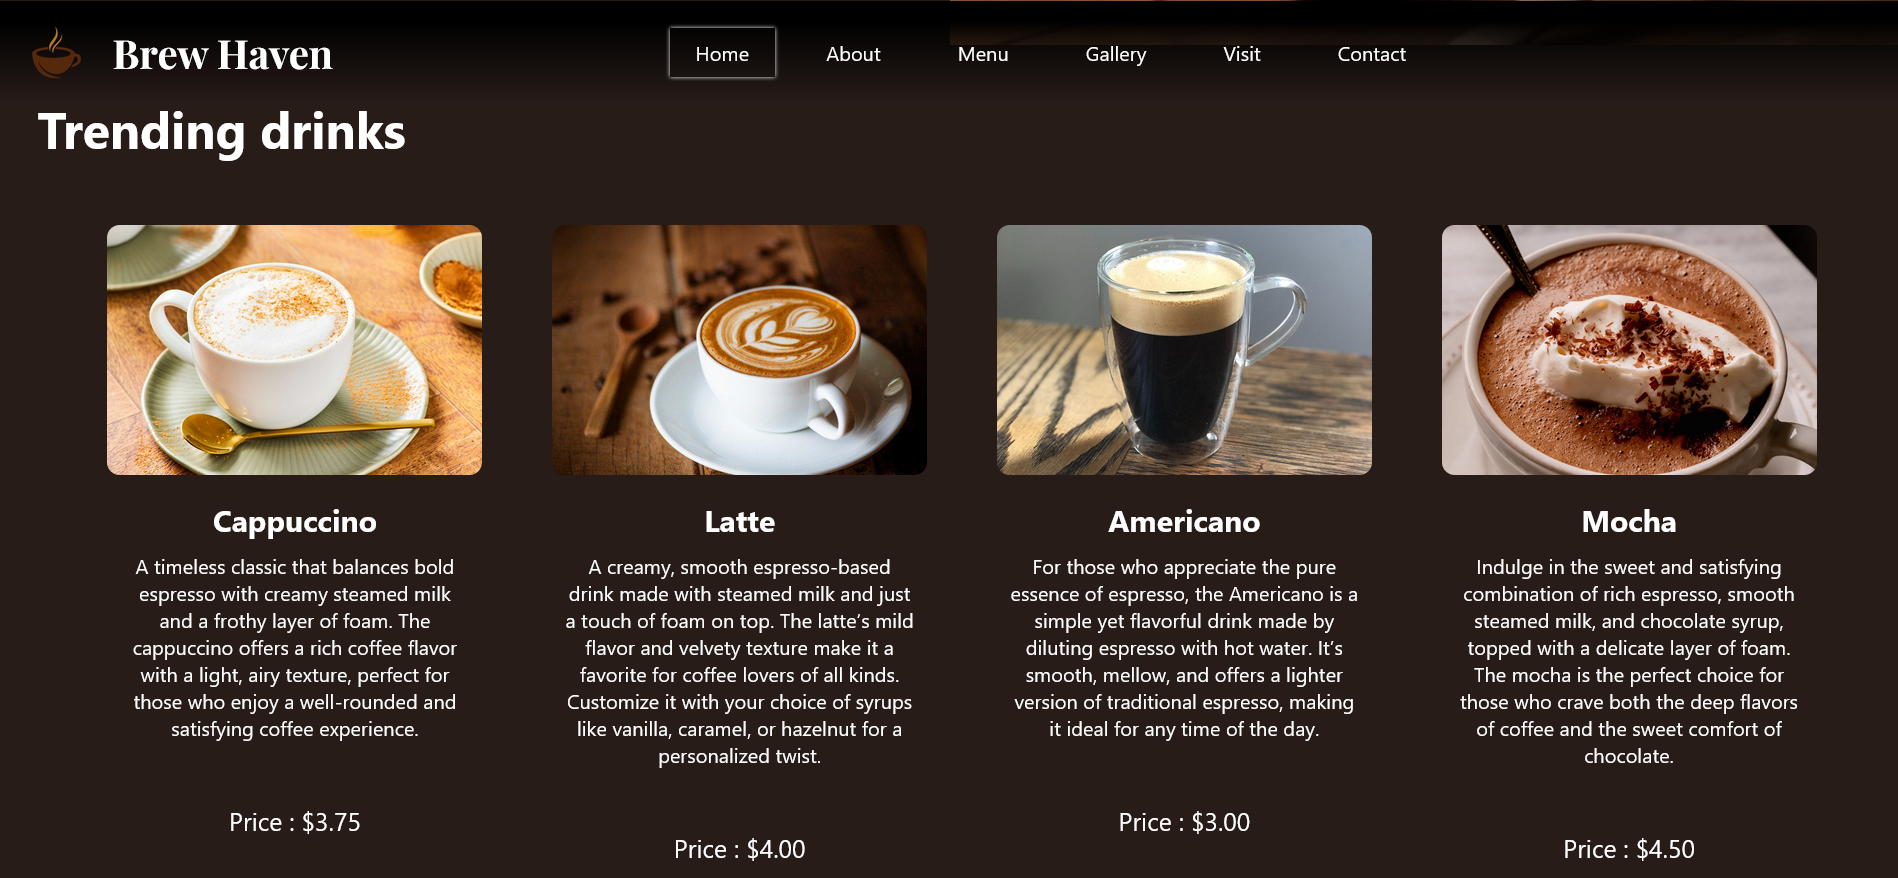 Brew Haven
Home
About
Menu
Gallery
Visit
Contact
Trending drinks
Cappuccino
A timeless classic that balances bold
espresso with creamy steamed milk
and a frothy layer of foam. The
cappuccino offers a rich coffee flavor
with a light, airy texture, perfect for
those who enjoy a well-rounded and
satisfying coffee experience.
Price : $3.75
Latte
A creamy, smooth espresso-based
drink made with steamed milk and just
a touch of foam on top. The latte’s mild
flavor and velvety texture make it a
favorite for coffee lovers of all kinds.
Customize it with your choice of syrups
like vanilla, caramel, or hazelnut for a
personalized twist.
Price : $4.00
Americano
For those who appreciate the pure
essence of espresso, the Americano is a
simple yet flavorful drink made by
diluting espresso with hot water. It’s
smooth, mellow, and offers a lighter
version of traditional espresso, making
it ideal for any time of the day.
Price : $3.00
Mocha
Indulge in the sweet and satisfying
combination of rich espresso, smooth
steamed milk, and chocolate syrup,
topped with a delicate layer of foam.
The mocha is the perfect choice for
those who crave both the deep flavors
of coffee and the sweet comfort of
chocolate.
Price : $4.50